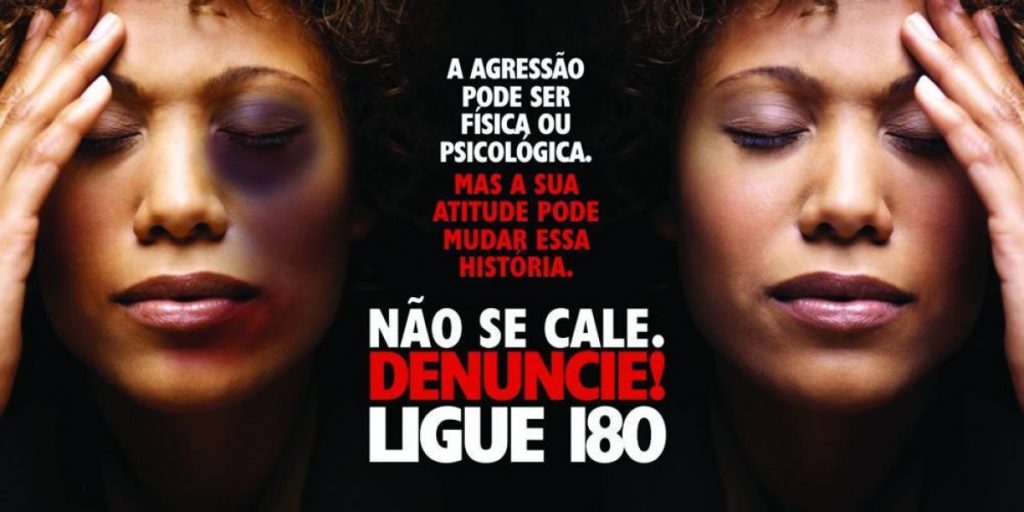 A AGRESSÃO
PODE SER
FÍSICA OU
PSICOLÓGICA.
MAS A SUA
ATITUDE PODE
MUDAR ESSA
HISTÓRIA.
NÃO SE CALE.
DENUNCIE!
LIGUE 180